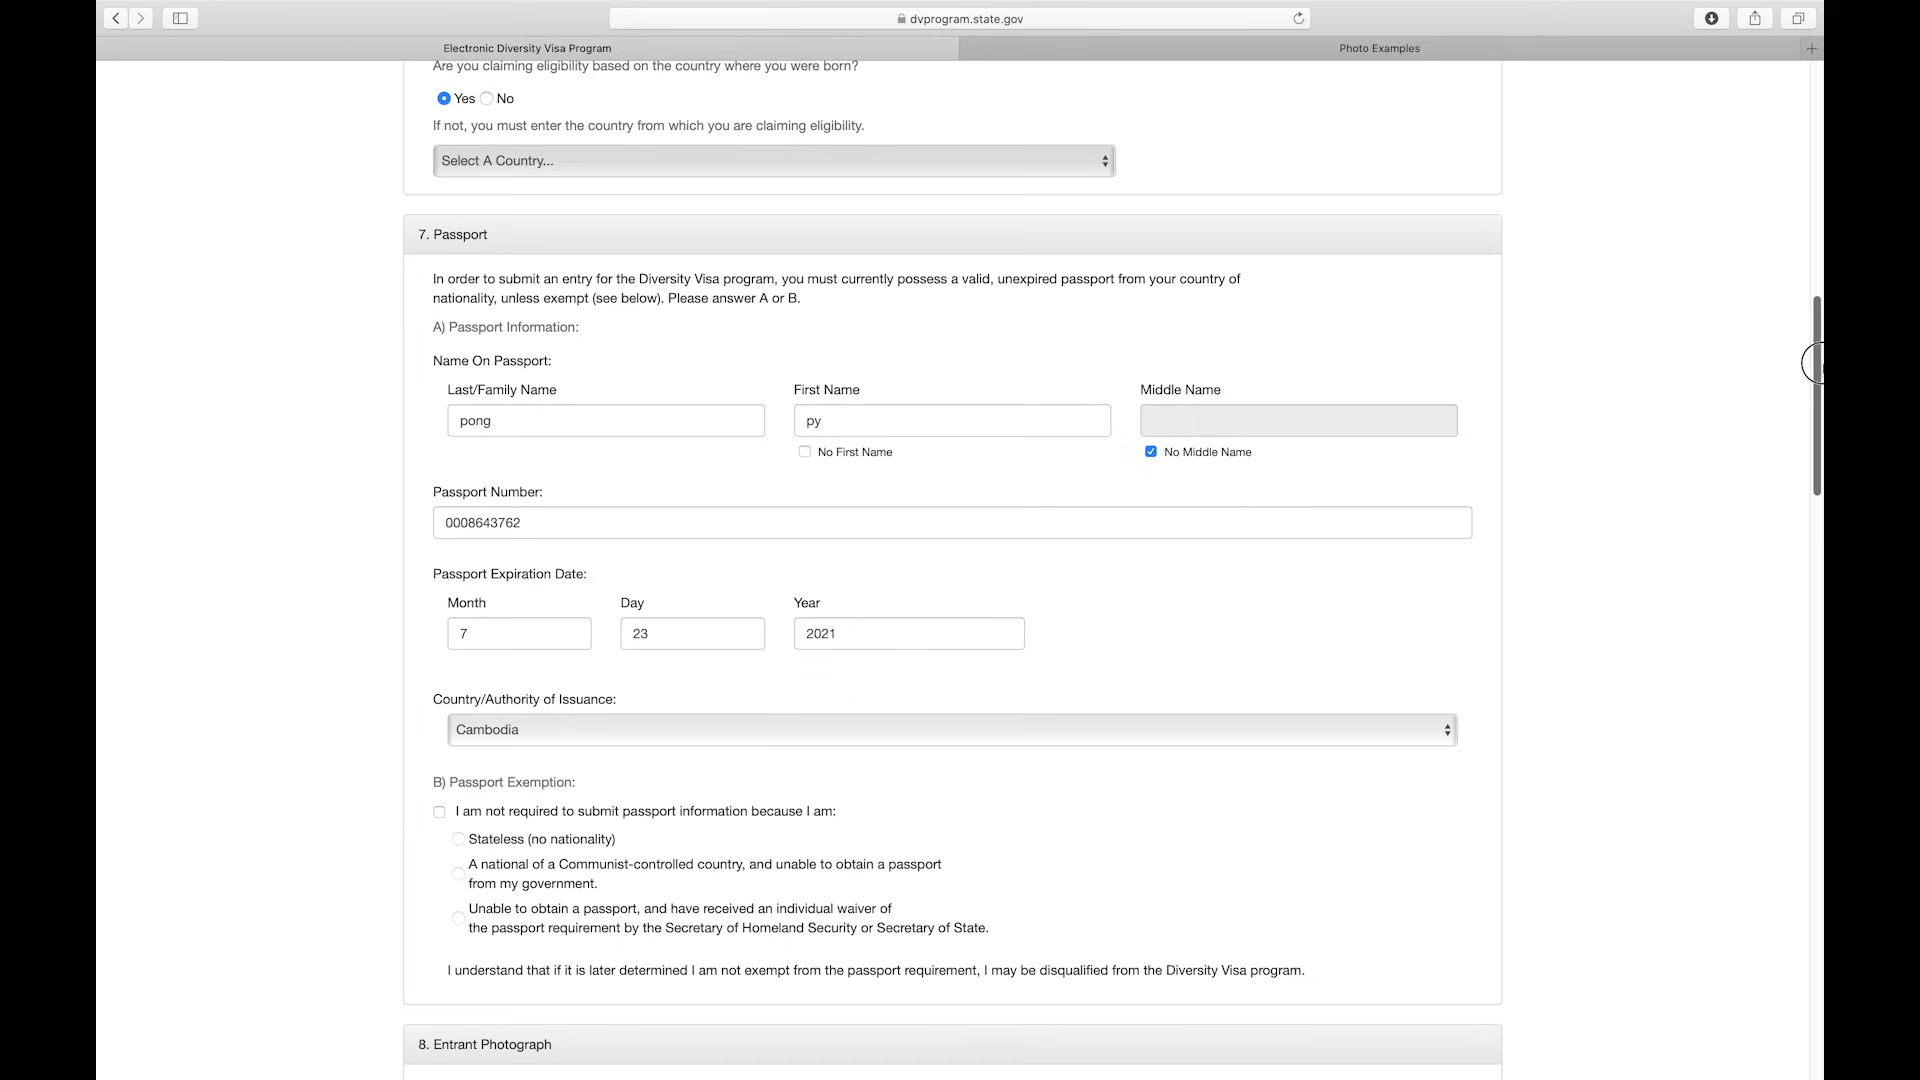 dvprogram.state.gov
Electronic Diversity Visa Program
Photo Examples
Are you claiming eligibility based on the country where you were born?
Yes No
If not, you must enter the country from which you are claiming eligibility.
Select A Country...
7. Passport
In order to submit an entry for the Diversity Visa program, you must currently possess a valid, unexpired passport from your country of
nationality, unless exempt (see below). Please answer A or B.
A) Passport Information:
Name On Passport:
Last/Family Name First Name Middle Name
pong py
No First Name No Middle Name
Passport Number:
0008643762
Passport Expiration Date:
Month Day Year
7 23 2021
Country/Authority of Issuance:
Cambodia
B) Passport Exemption:
I am not required to submit passport information because I am:
Stateless (no nationality)
A national of a Communist-controlled country, and unable to obtain a passport
from my government.
Unable to obtain a passport, and have received an individual waiver of
the passport requirement by the Secretary of Homeland Security or Secretary of State.
I understand that if it is later determined I am not exempt from the passport requirement, I may be disqualified from the Diversity Visa program.
8. Entrant Photograph